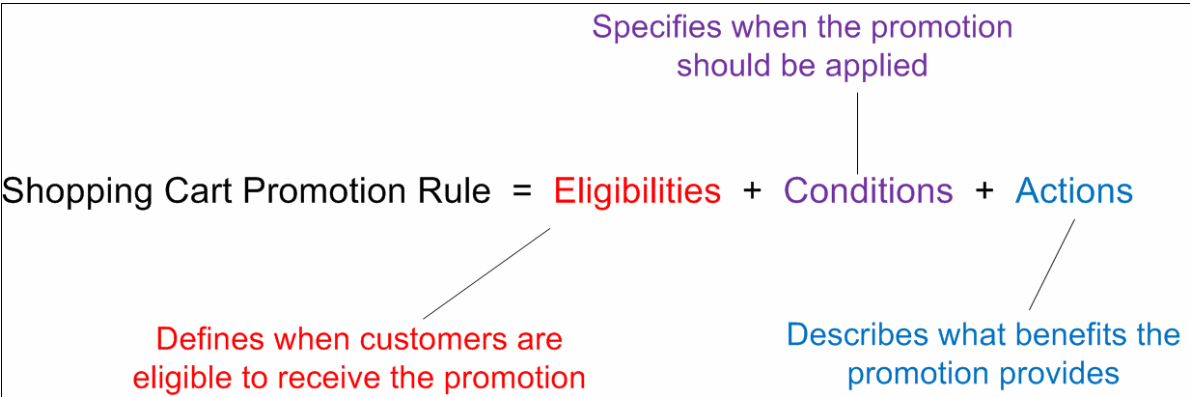 Specifies when the promotion
should be applied
Shopping Cart Promotion Rule = Eligibilities + Conditions + Actions
Defines when customers are
eligible to receive the promotion
Describes what benefits the
promotion provides